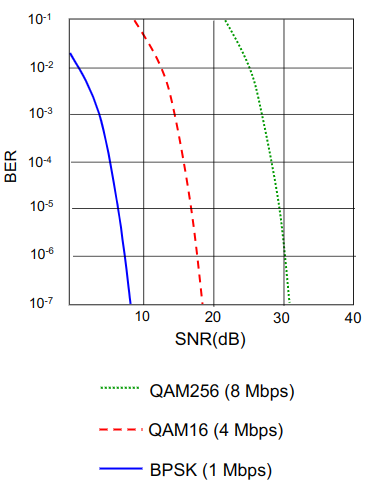 10-1
10-2
10-3
10-4
10-5
10-6
10-7
BER
10 20 30 40
SNR(dB)
QAM256 (8 Mbps)
QAM16 (4 Mbps)
BPSK (1 Mbps)